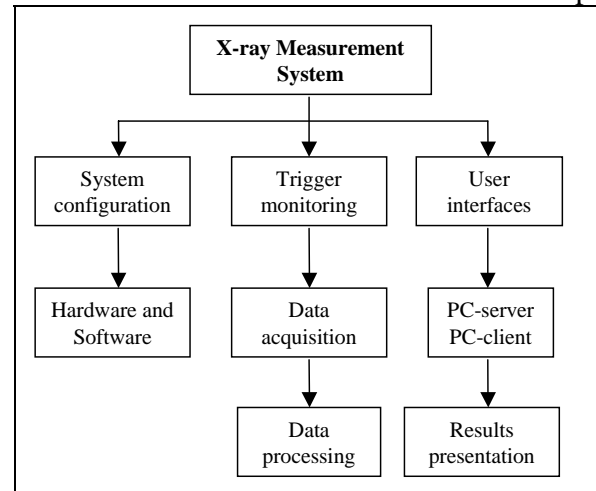 X-ray Measurement
System
System
configuration
Trigger
monitoring
User
interfaces
Hardware and
Software
Data
acquisition
PC-server
PC-client
Data
processing
Results
presentation